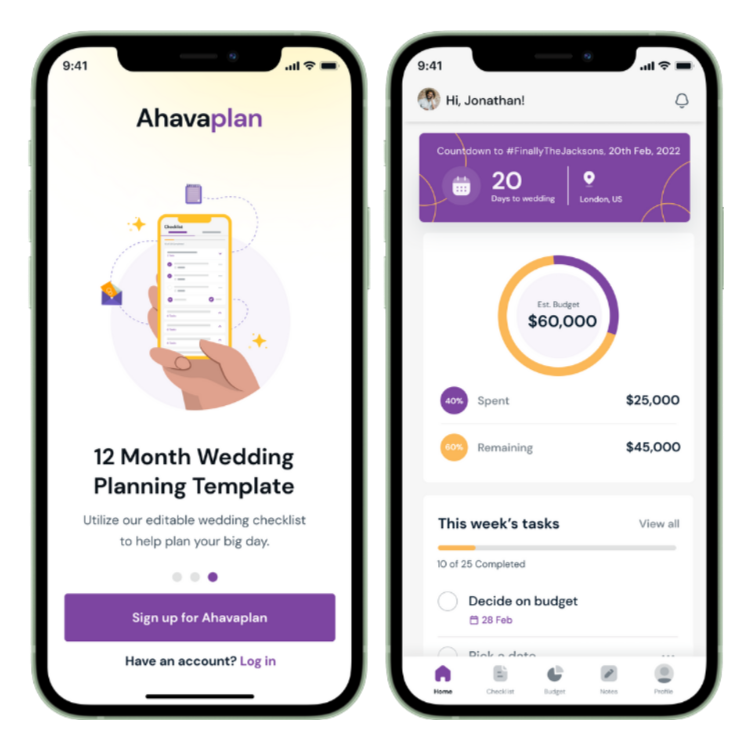 9:41
Ahavaplan
Checklist
12 Month Wedding
Planning Template
Utilize our editable wedding checklist
to help plan your big day.
Sign up for Ahavaplan
Have an account? Log in
9:41
Hi, Jonathan!
Countdown to #FinallyTheJacksons, 20th Feb, 2022
20
Days to wedding
London, US
Est. Budget
$60,000
40% Spent $25,000
60% Remaining $45,000
This week's tasks View all
10 of 25 Completed
Decide on budget
28 Feb
Pick a date
Home Checklist Budget Notes Profile